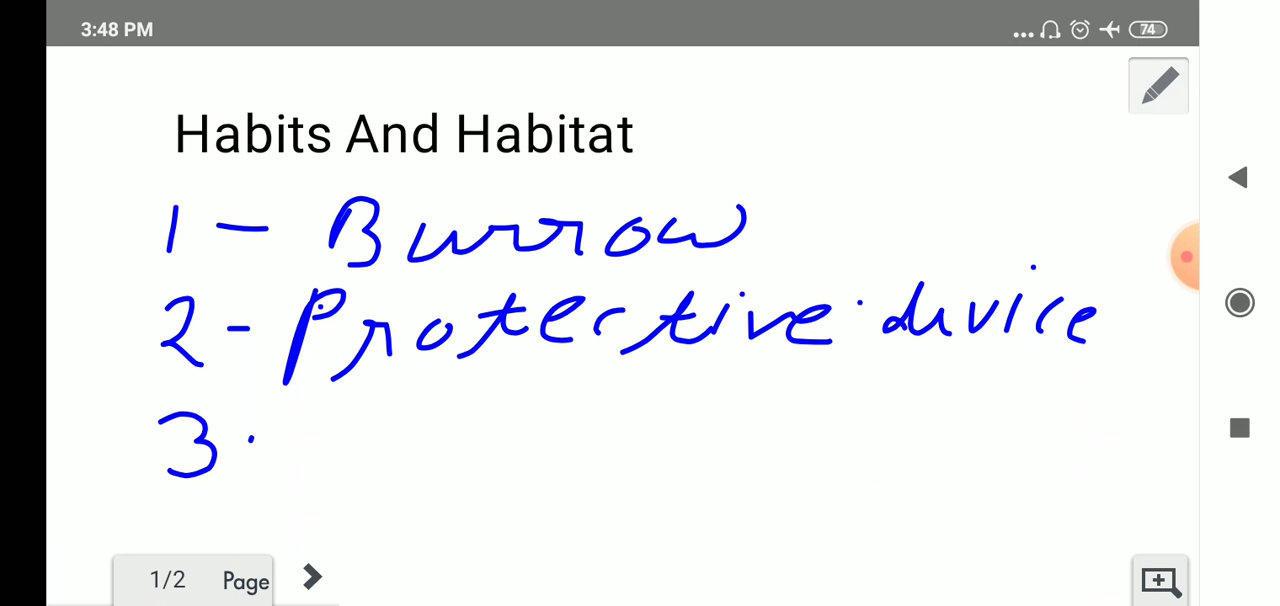 3:48 PM
74
Habits And Habitat
1 - Burrow
2 - Protective device
3.
1/2 Page